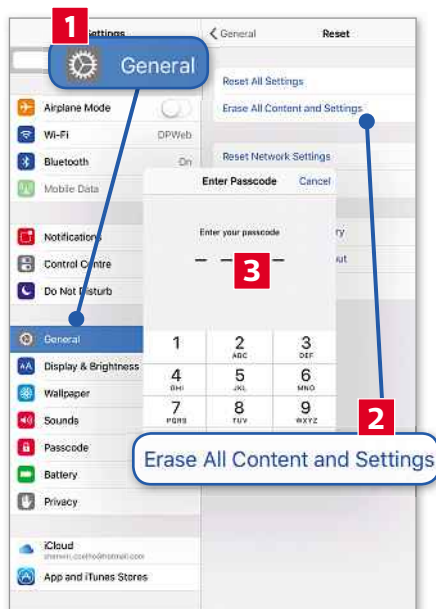 1
Settings
General
Airplane Mode
Wi-Fi OPWeb
Bluetooth On
Mobile Data
Notifications
Control Centre
Do Not Disturb
General
Display & Brightness
Wallpaper
Sounds
Passcode
Battery
Privacy
iCloud
App and iTunes Stores
General Reset
Reset All Settings
Erase All Content and Settings
Reset Network Settings
Enter Passcode Cancel
Enter your passcode
3
1
2
ABC
3
DEF
4
GHI
5
JKL
6
MNO
7
PQRS
8
TUV
9
WXYZ
2
Erase All Content and Settings